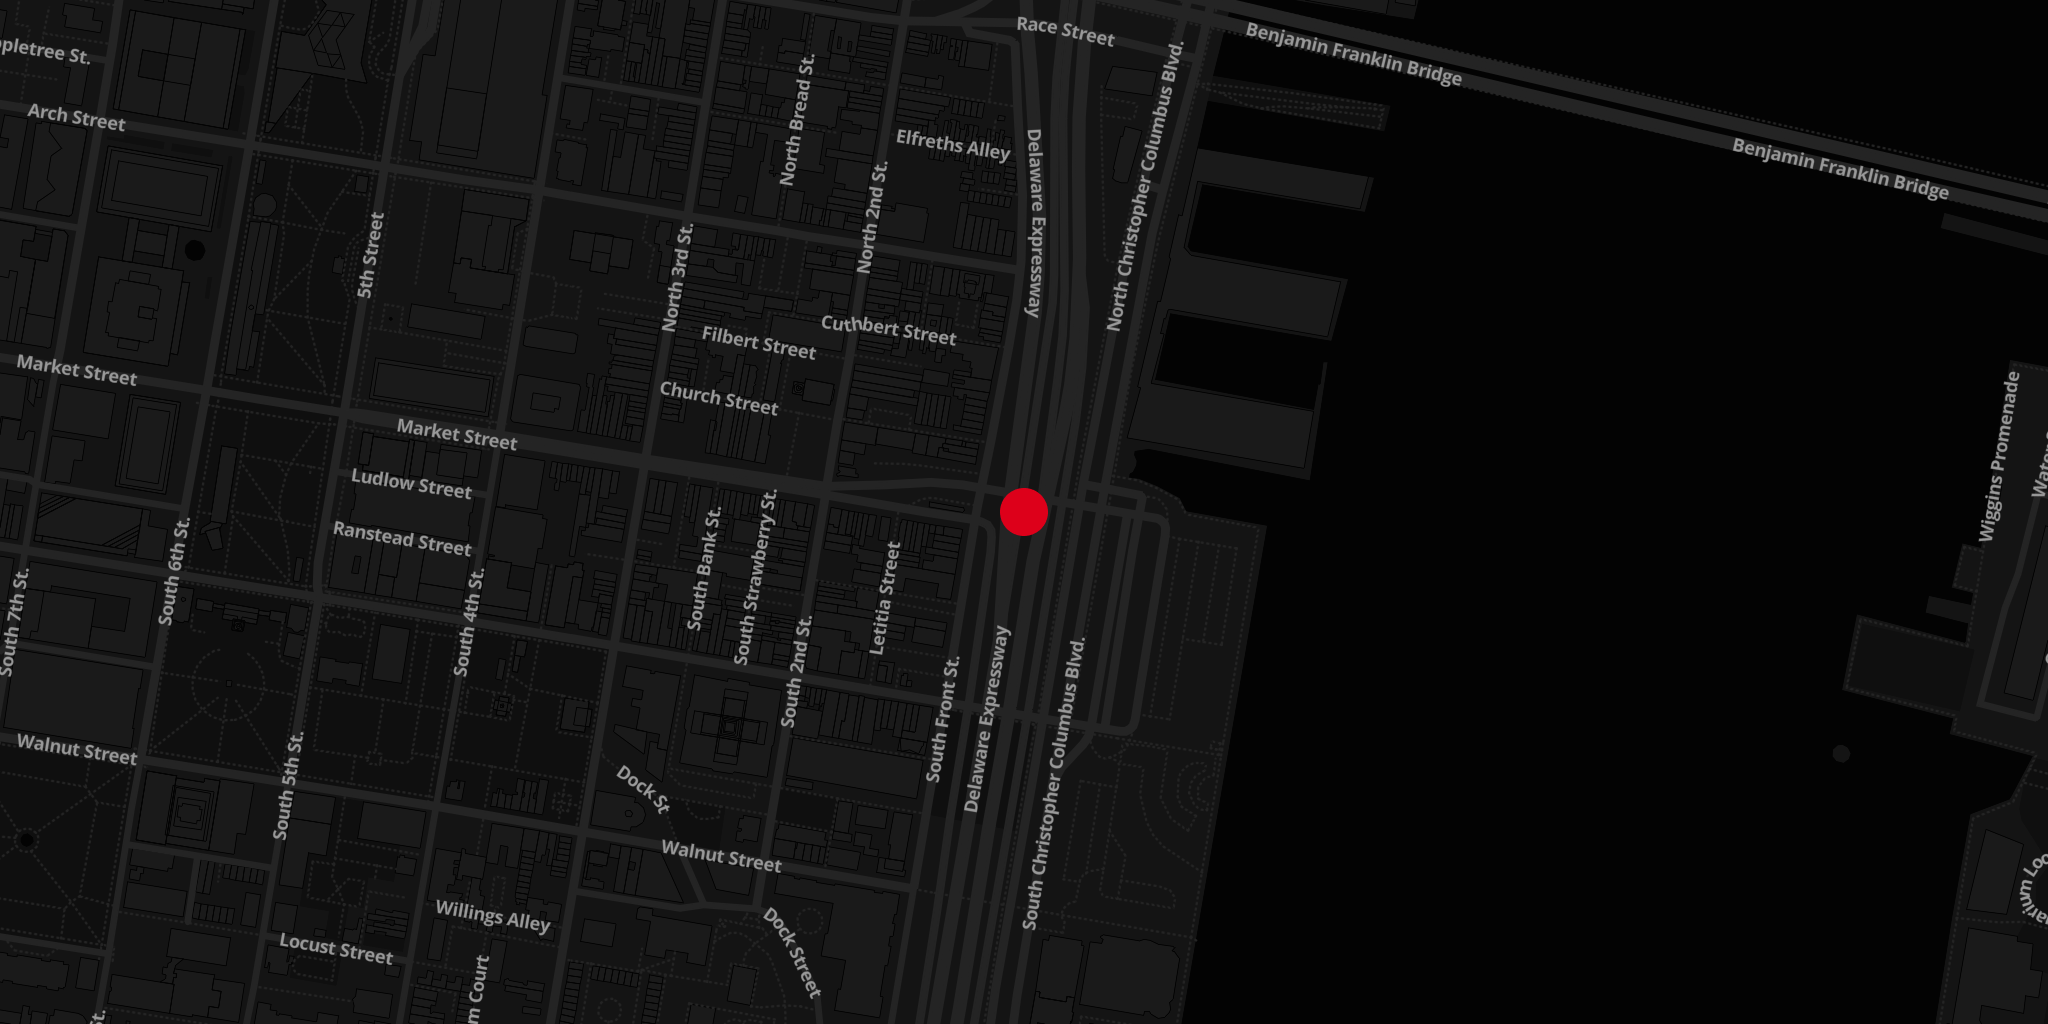 Race Street
Benjamin Franklin Bridge
ppletree St.
Arch Street
North Bread St.
Elfreths Alley
Delaware Expressway
North Christopher Columbus Blvd.
Benjamin Franklin Bridge
5th Street
North 3rd St.
North 2nd St.
Filbert Street
Cuthbert Street
Market Street
Church Street
Market Street
Ludlow Street
Ranstead Street
South Bank St.
South Strawberry St.
Letitia Street
Wiggins Promenade
Water
South 7th St.
South 6th St.
South 4th St.
South 2nd St.
South Front St.
Delaware Expressway
South Christopher Columbus Blvd.
Walnut Street
South 5th St.
Dock St
Walnut Street
Willings Alley
Locust Street
Dock Street
m Court
St.